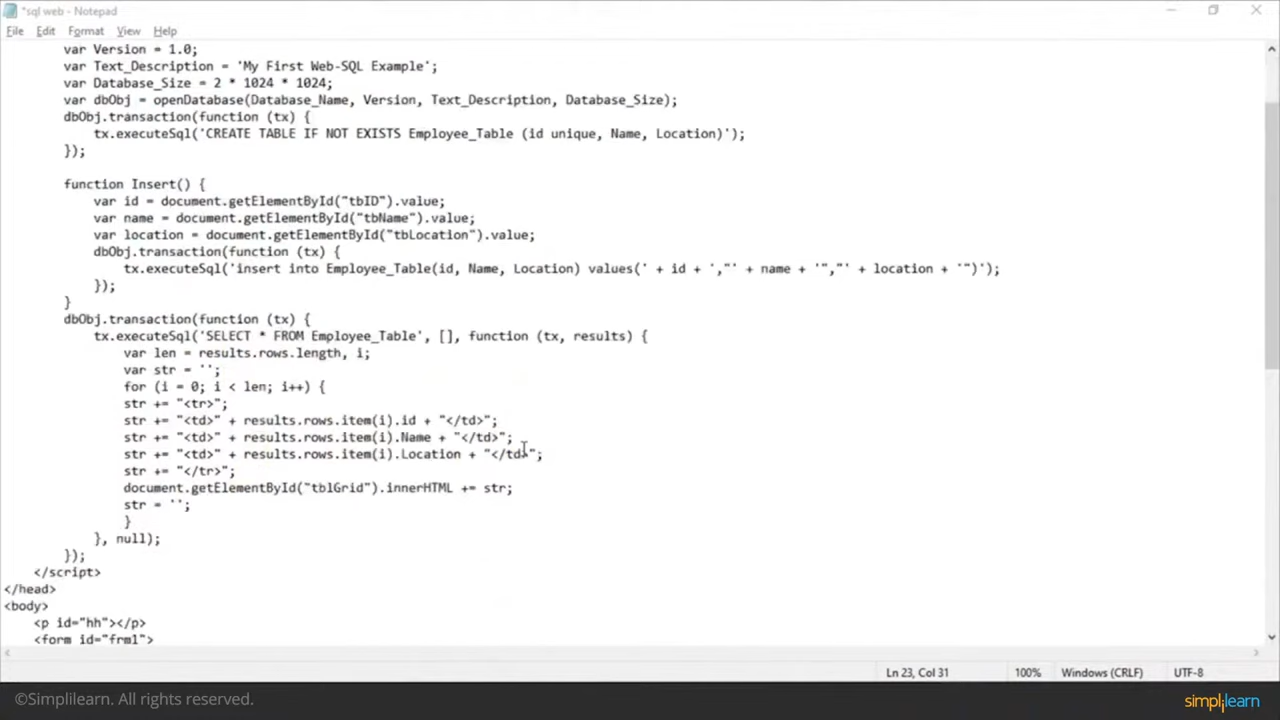 *sql web - Notepad
File Edit Format View Help
var Version = 1.0;
var Text_Description = 'My First Web-SQL Example';
var Database_Size = 2 * 1024 * 1024;
var dbObj = openDatabase(Database_Name, Version, Text_Description, Database_Size);
dbObj.transaction(function (tx) {
tx.executeSql('CREATE TABLE IF NOT EXISTS Employee_Table (id unique, Name, Location)');
});
function Insert() {
var id = document.getElementById("tbID").value;
var name = document.getElementById("tbName").value;
var location = document.getElementById("tbLocation").value;
dbObj.transaction(function (tx) {
tx.executeSql('insert into Employee_Table(id, Name, Location) values(' + id + ',"' + name + '","' + location + '")');
});
}
dbObj.transaction(function (tx) {
tx.executeSql('SELECT * FROM Employee_Table', [], function (tx, results) {
var len = results.rows.length, i;
var str = '';
for (i = 0; i < len; i++) {
str += "<tr>";
str += "<td>" + results.rows.item(i).id + "</td>";
str += "<td>" + results.rows.item(i).Name + "</td>";
str += "<td>" + results.rows.item(i).Location + "</td>";
str += "</tr>";
document.getElementById("tblGrid").innerHTML += str;
str = '';
}
}, null);
});
</script>
</head>
<body>
<p id="hh"></p>
<form id="frm1">
Ln 23, Col 31 100% Windows (CRLF) UTF-8
©Simplilearn. All rights reserved. simplilearn